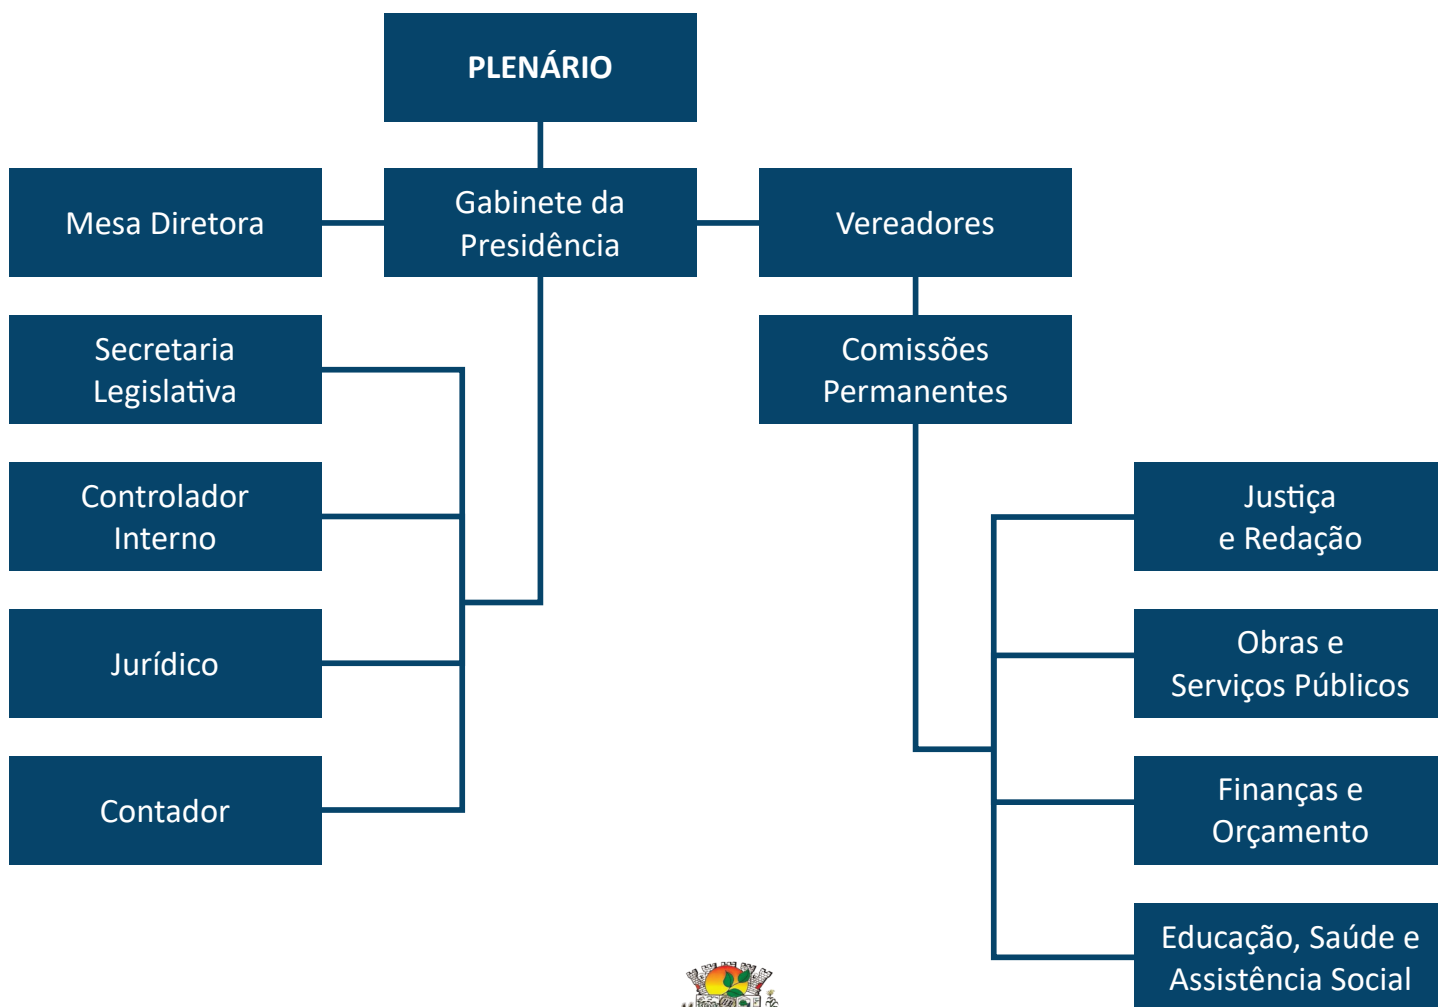 PLENÁRIO
Mesa Diretora
Gabinete da
Presidência
Vereadores
Secretaria
Legislativa
Comissões
Permanentes
Controlador
Interno
Justiça
e Redação
Jurídico
Obras e
Serviços Públicos
Contador
Finanças e
Orçamento
Educação, Saúde e
Assistência Social